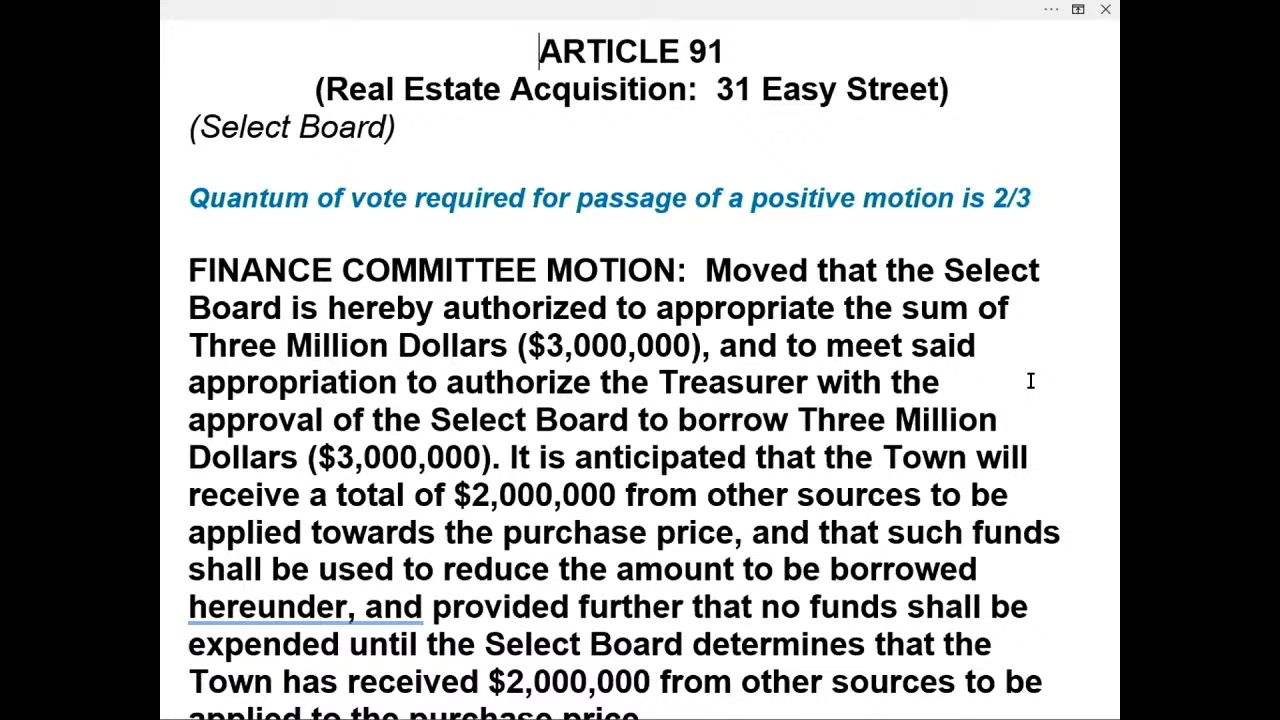 ARTICLE 91
(Real Estate Acquisition: 31 Easy Street)
(Select Board)
Quantum of vote required for passage of a positive motion is 2/3
FINANCE COMMITTEE MOTION: Moved that the Select
Board is hereby authorized to appropriate the sum of
Three Million Dollars ($3,000,000), and to meet said
appropriation to authorize the Treasurer with the
approval of the Select Board to borrow Three Million
Dollars ($3,000,000). It is anticipated that the Town will
receive a total of $2,000,000 from other sources to be
applied towards the purchase price, and that such funds
shall be used to reduce the amount to be borrowed
hereunder, and provided further that no funds shall be
expended until the Select Board determines that the
Town has received $2,000,000 from other sources to be
applied to the purchase price.